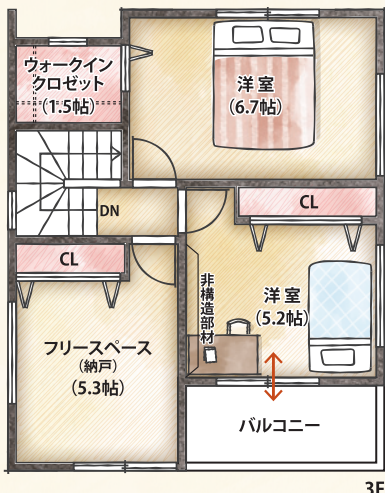 ウォークイン
クロゼット
（1.5帖）
洋室
（6.7帖）
DN
CL
CL
非構造部材
洋室
（5.2帖）
フリースペース
（納戸）
（5.3帖）
バルコニー
3F